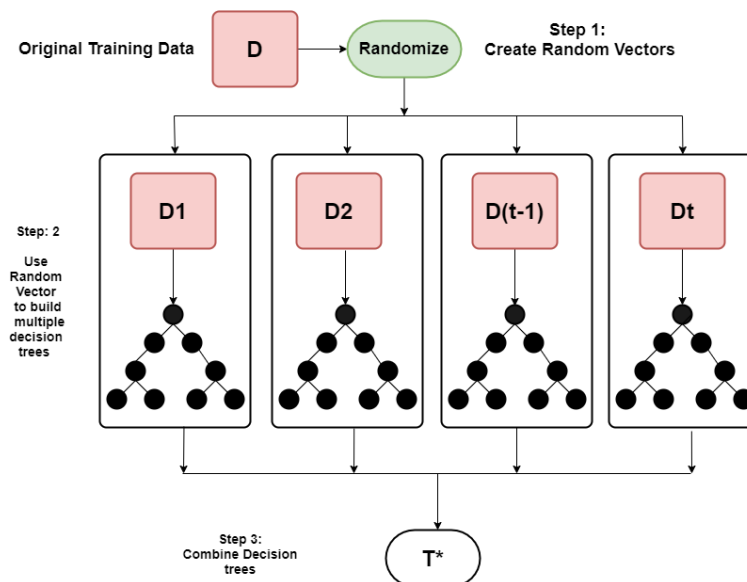 Original Training Data
D
Randomize
Step 1:
Create Random Vectors
D1
D2
D(t-1)
Dt
Step: 2
Use
Random
Vector
to build
multiple
decision
trees
Step 3:
Combine Decision
trees
T*